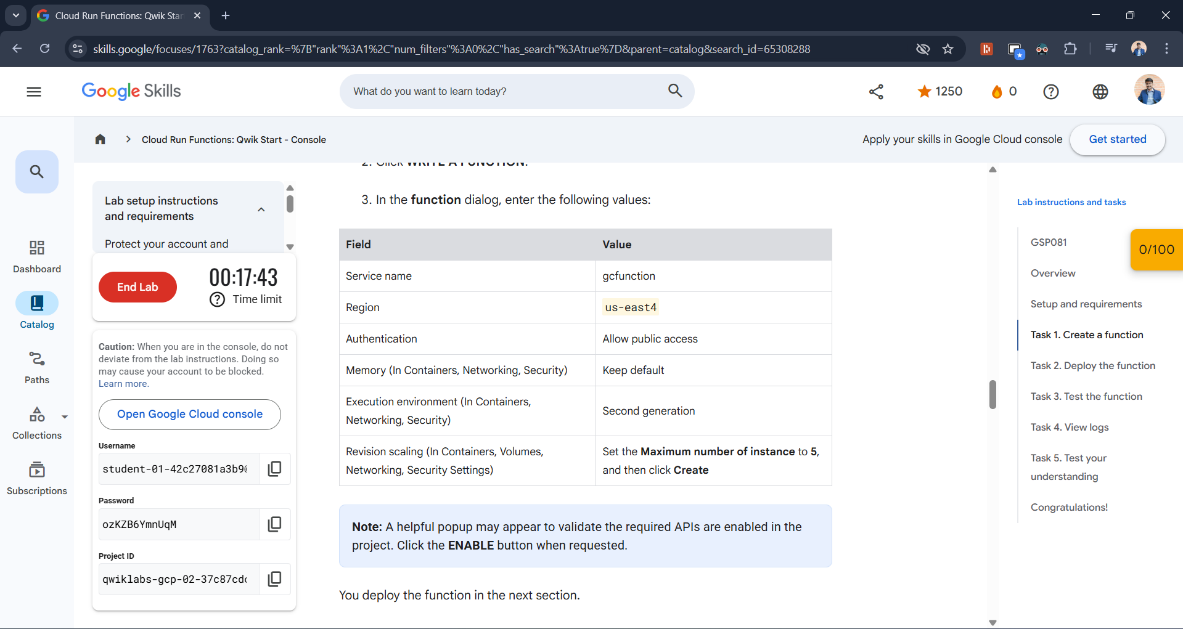 Cloud Run Functions: Qwik Star
skills.google/focuses/1763?catalog_rank=%7B"rank"%3A1%2C"num_filters"%3A0%2C"has_search"%3Atrue%7D&parent=catalog&search_id=65308288
Google Skills
What do you want to learn today?
1250
0
Cloud Run Functions: Qwik Start - Console
Apply your skills in Google Cloud console
Get started
Dashboard
Catalog
Paths
Collections
Subscriptions
Lab setup instructions
and requirements
Protect your account and
End Lab
00:17:43
Time limit
Caution: When you are in the console, do not
deviate from the lab instructions. Doing so
may cause your account to be blocked.
Learn more.
Open Google Cloud console
Username
student-01-42c27081a3b9
Password
ozKZB6YmnUqM
Project ID
qwiklabs-gcp-02-37c87cd
2. Click WRITE A FUNCTION.
3. In the function dialog, enter the following values:
Field Value
Service name gcfunction
Region us-east4
Authentication Allow public access
Memory (In Containers, Networking, Security) Keep default
Execution environment (In Containers,
Networking, Security) Second generation
Revision scaling (In Containers, Volumes,
Networking, Security Settings) Set the Maximum number of instance to 5,
and then click Create
Note: A helpful popup may appear to validate the required APIs are enabled in the
project. Click the ENABLE button when requested.
You deploy the function in the next section.
Lab instructions and tasks
GSP081
0/100
Overview
Setup and requirements
Task 1. Create a function
Task 2. Deploy the function
Task 3. Test the function
Task 4. View logs
Task 5. Test your
understanding
Congratulations!